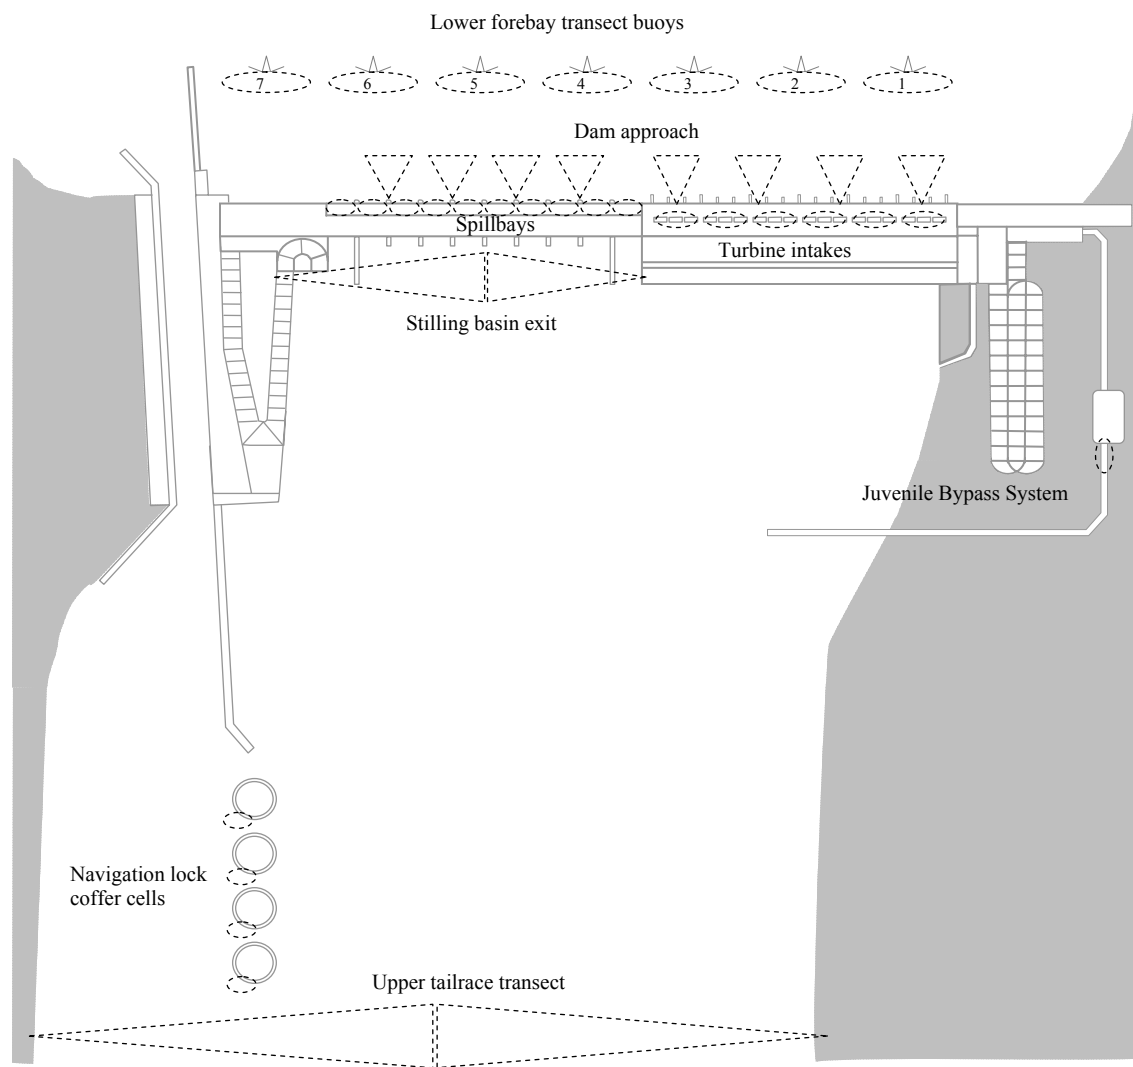 Lower forebay transect buoys
7 6 5 4 3 2 1
Dam approach
Spillbays
Turbine intakes
Stilling basin exit
Juvenile Bypass System
Navigation lock
coffer cells
Upper tailrace transect